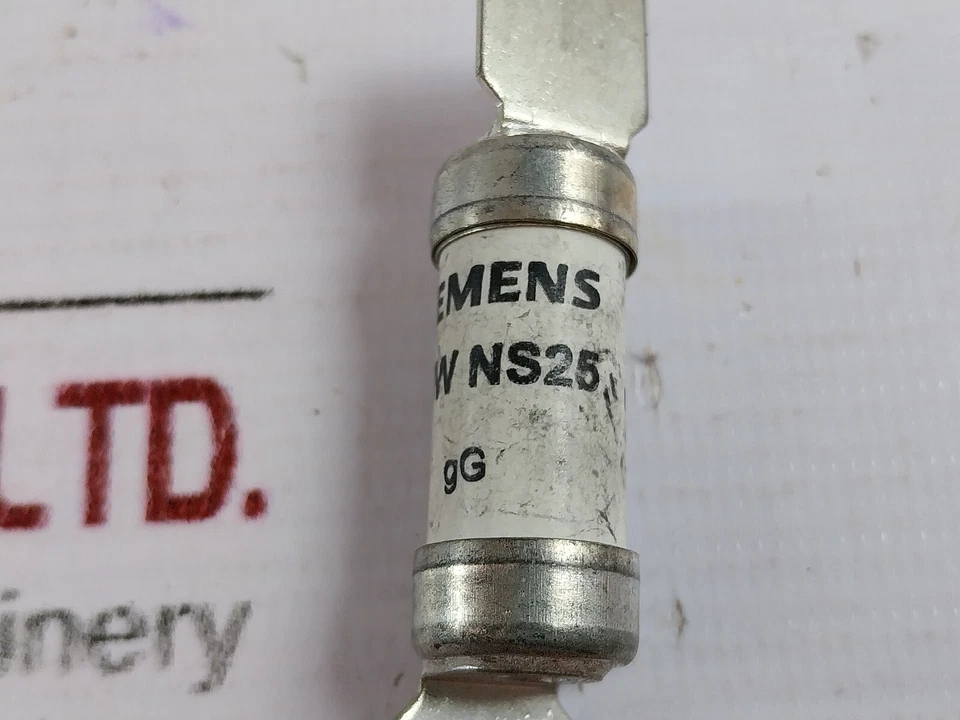 EMENS
W NS25
gG
LTD.
inery